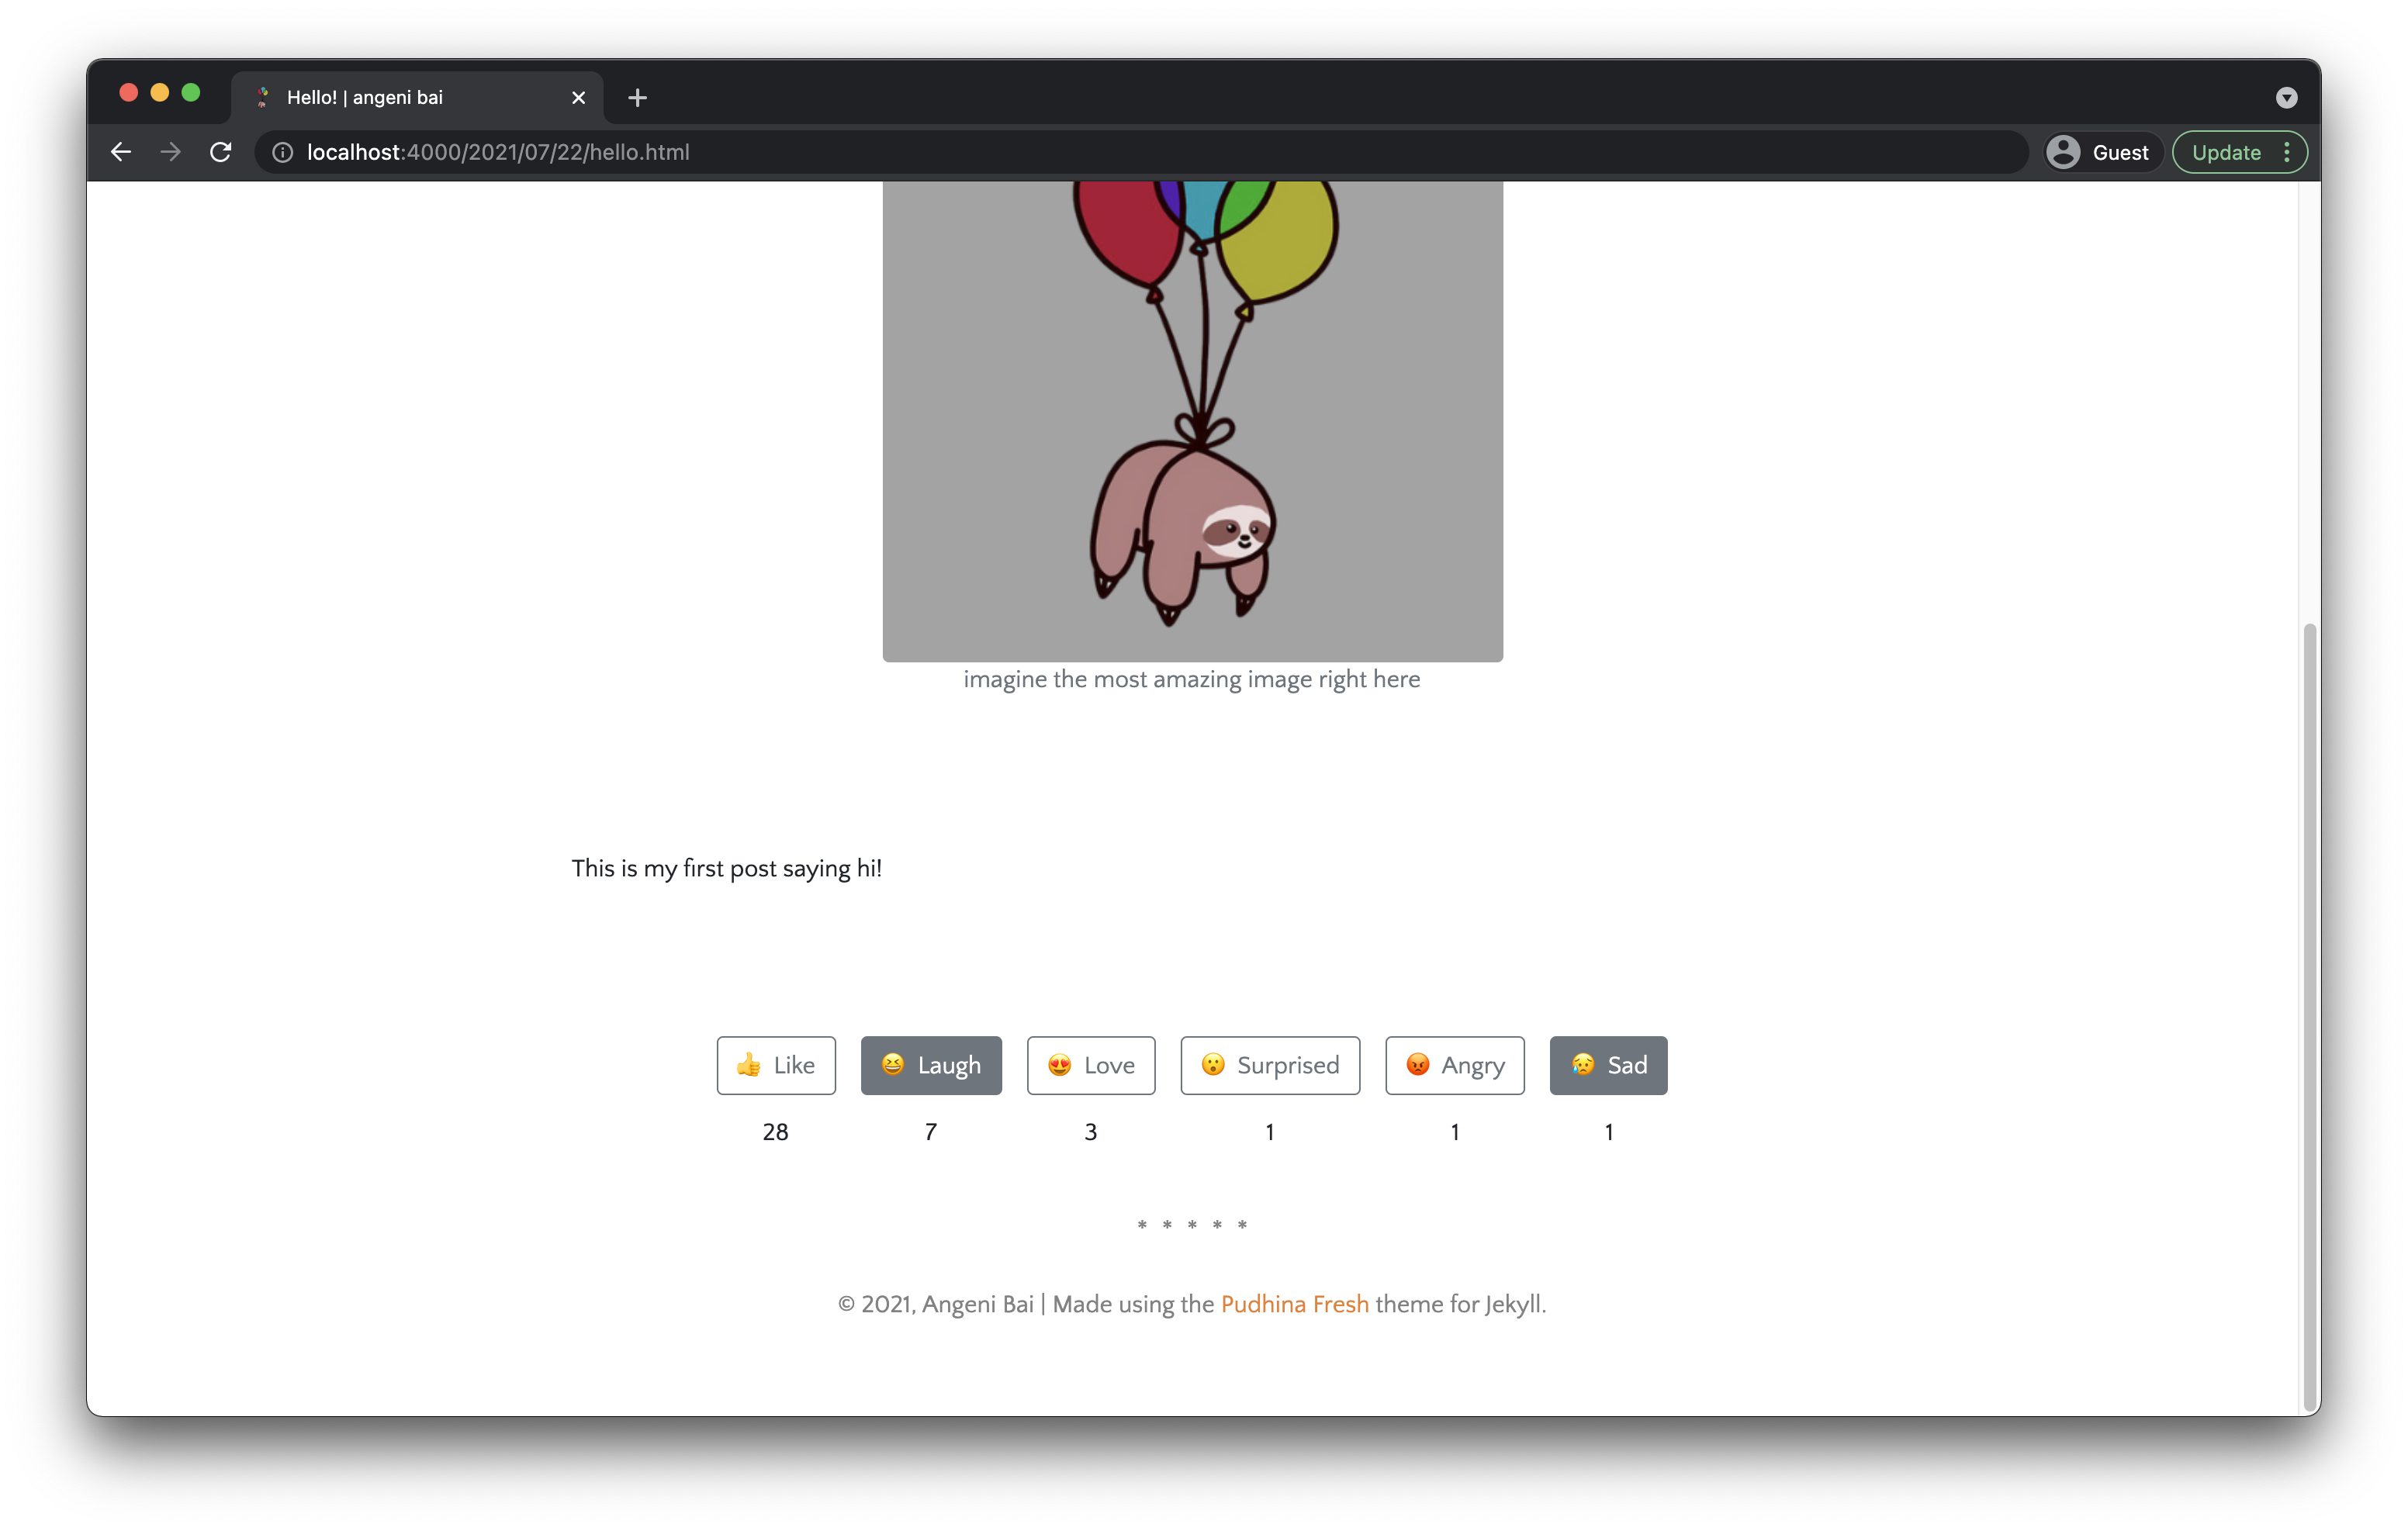 Hello! | angeni bai
localhost:4000/2021/07/22/hello.html
Guest
Update
imagine the most amazing image right here
This is my first post saying hi!
👍 Like 😆 Laugh 😍 Love 😮 Surprised 😡 Angry 😥 Sad
28 7 3 1 1 1
* * * * *
© 2021, Angeni Bai | Made using the Pudhina Fresh theme for Jekyll.